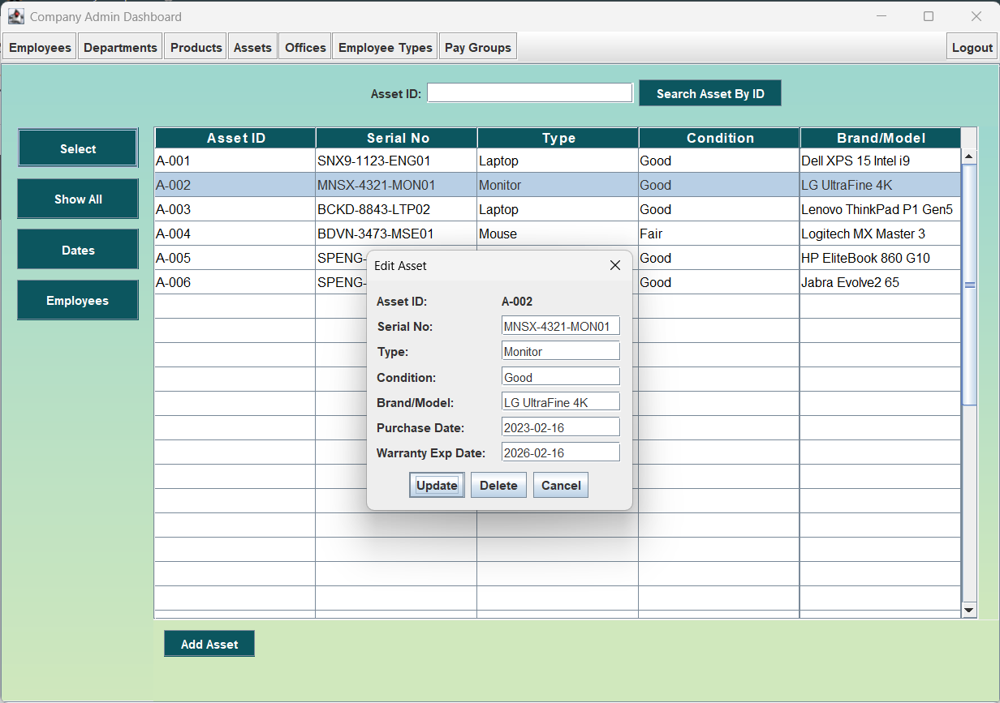 Company Admin Dashboard
Employees Departments Products Assets Offices Employee Types Pay Groups Logout
Asset ID: Search Asset By ID
Select
Show All
Dates
Employees
Asset ID Serial No Type Condition Brand/Model
A-001 SNX9-1123-ENG01 Laptop Good Dell XPS 15 Intel i9
A-002 MNSX-4321-MON01 Monitor Good LG UltraFine 4K
A-003 BCKD-8843-LTP02 Laptop Good Lenovo ThinkPad P1 Gen5
A-004 BDVN-3473-MSE01 Mouse Fair Logitech MX Master 3
A-005 SPENG- Good HP EliteBook 860 G10
A-006 SPENG- Good Jabra Evolve2 65
Edit Asset
Asset ID: A-002
Serial No: MNSX-4321-MON01
Type: Monitor
Condition: Good
Brand/Model: LG UltraFine 4K
Purchase Date: 2023-02-16
Warranty Exp Date: 2026-02-16
Update Delete Cancel
Add Asset